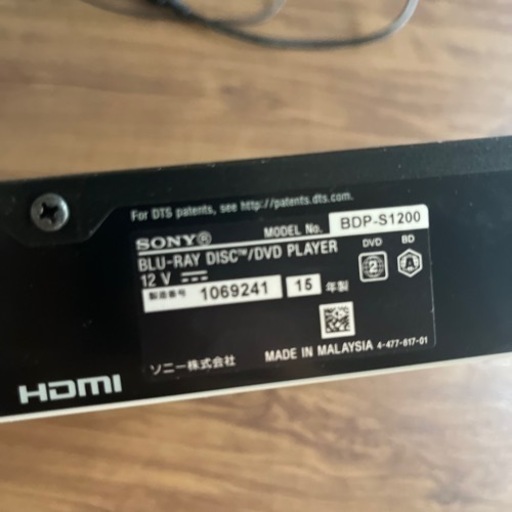 For DTS patents, see http://patents.dts.com.
SONY® MODEL No. BDP-S1200
BLU-RAY DISC™/DVD PLAYER
DVD BD
12 V
2 A
製造番号 1069241 15 年製
ソニー株式会社 MADE IN MALAYSIA 4-477-617-01
HDMI